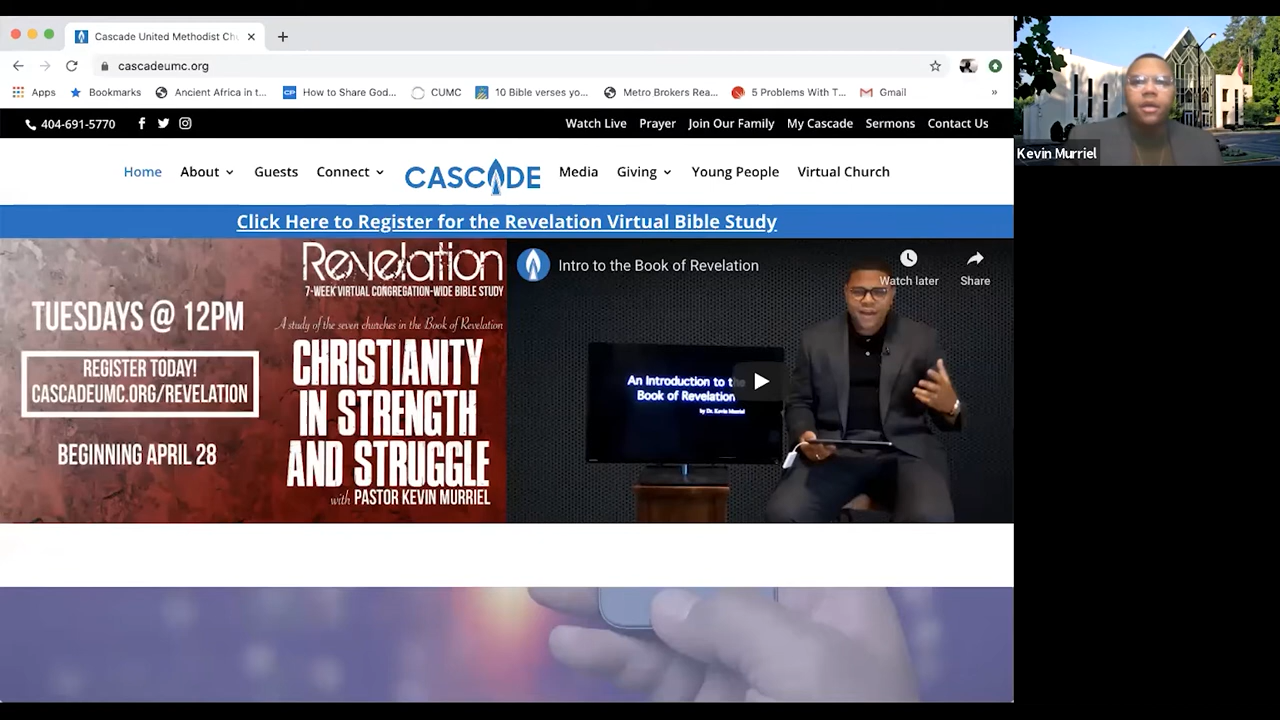 Cascade United Methodist Chu
cascadeumc.org
Apps
Bookmarks
Ancient Africa in t...
CP
How to Share God...
CUMC
10 Bible verses yo...
Metro Brokers Rea...
5 Problems With T...
Gmail
»
404-691-5770
Watch Live
Prayer
Join Our Family
My Cascade
Sermons
Contact Us
Home
About
Guests
Connect
CASCADE
Media
Giving
Young People
Virtual Church
Click Here to Register for the Revelation Virtual Bible Study
TUESDAYS @ 12PM
REGISTER TODAY!
CASCADEUMC.ORG/REVELATION
BEGINNING APRIL 28
Revelation
7-WEEK VIRTUAL CONGREGATION-WIDE BIBLE STUDY
A study of the seven churches in the Book of Revelation
CHRISTIANITY
IN STRENGTH
AND STRUGGLE
with PASTOR KEVIN MURRIEL
Intro to the Book of Revelation
Watch later
Share
An Introduction to the
Book of Revelation
by Dr. Kevin Murriel
Kevin Murriel